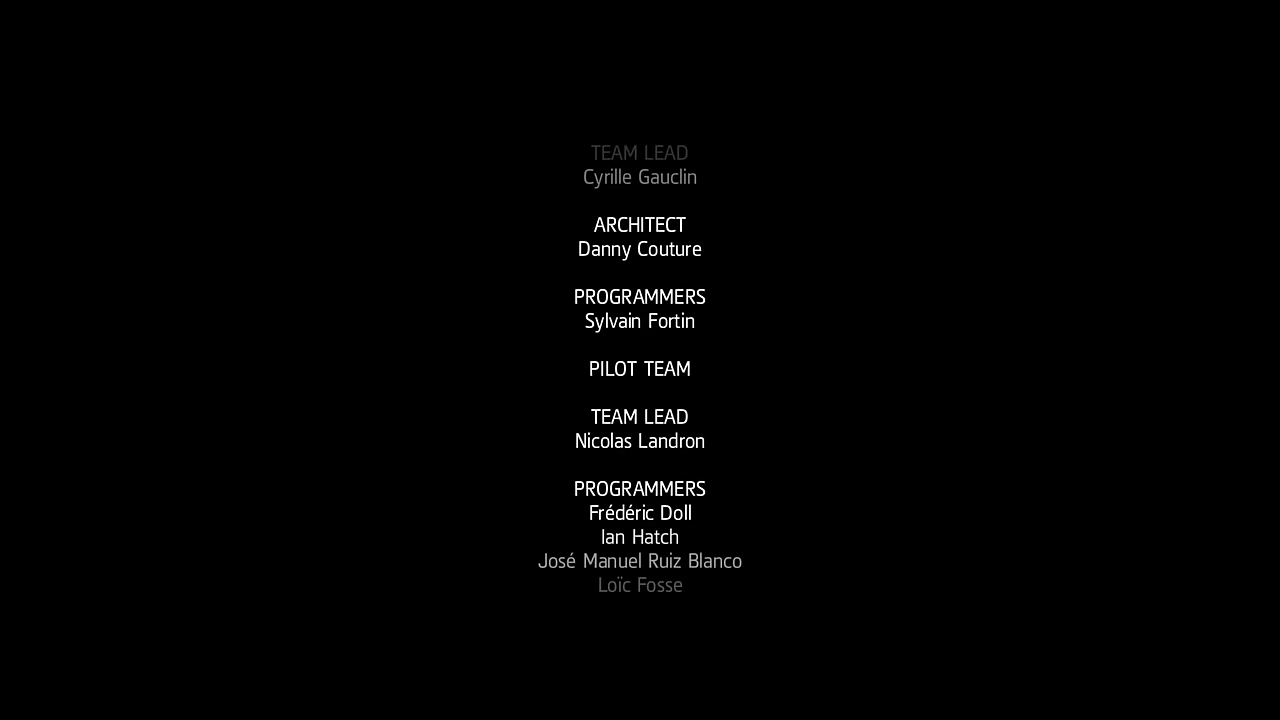 TEAM LEAD
Cyrille Gauclin
ARCHITECT
Danny Couture
PROGRAMMERS
Sylvain Fortin
PILOT TEAM
TEAM LEAD
Nicolas Landron
PROGRAMMERS
Frédéric Doll
Ian Hatch
José Manuel Ruiz Blanco
Loïc Fosse